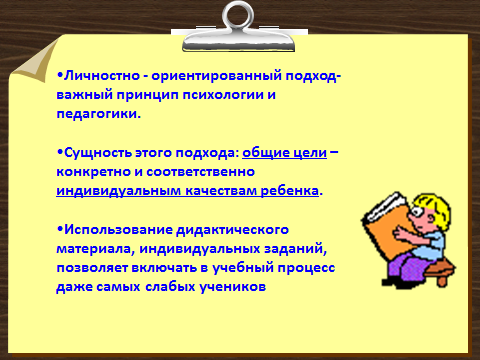 •Личностно - ориентированный подход-
важный принцип психологии и
педагогики.
•Сущность этого подхода: общие цели –
конкретно и соответственно
индивидуальным качествам ребенка.
•Использование дидактического
материала, индивидуальных заданий,
позволяет включать в учебный процесс
даже самых слабых учеников